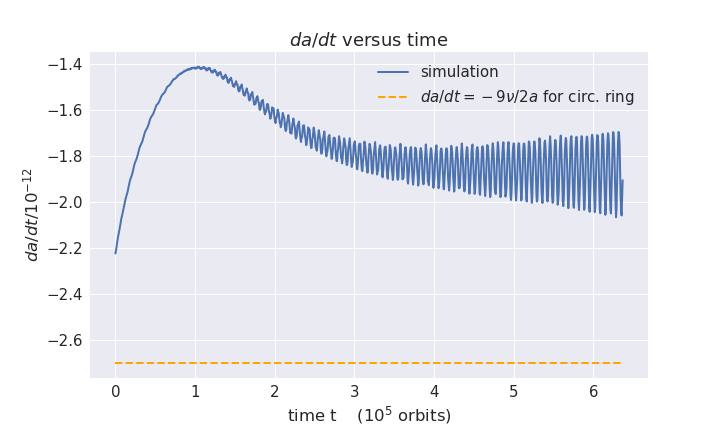 da/dt versus time
simulation
da/dt = −9ν/2a for circ. ring
da/dt/10⁻¹²
−1.4
−1.6
−1.8
−2.0
−2.2
−2.4
−2.6
0 1 2 3 4 5 6
time t (10⁵ orbits)